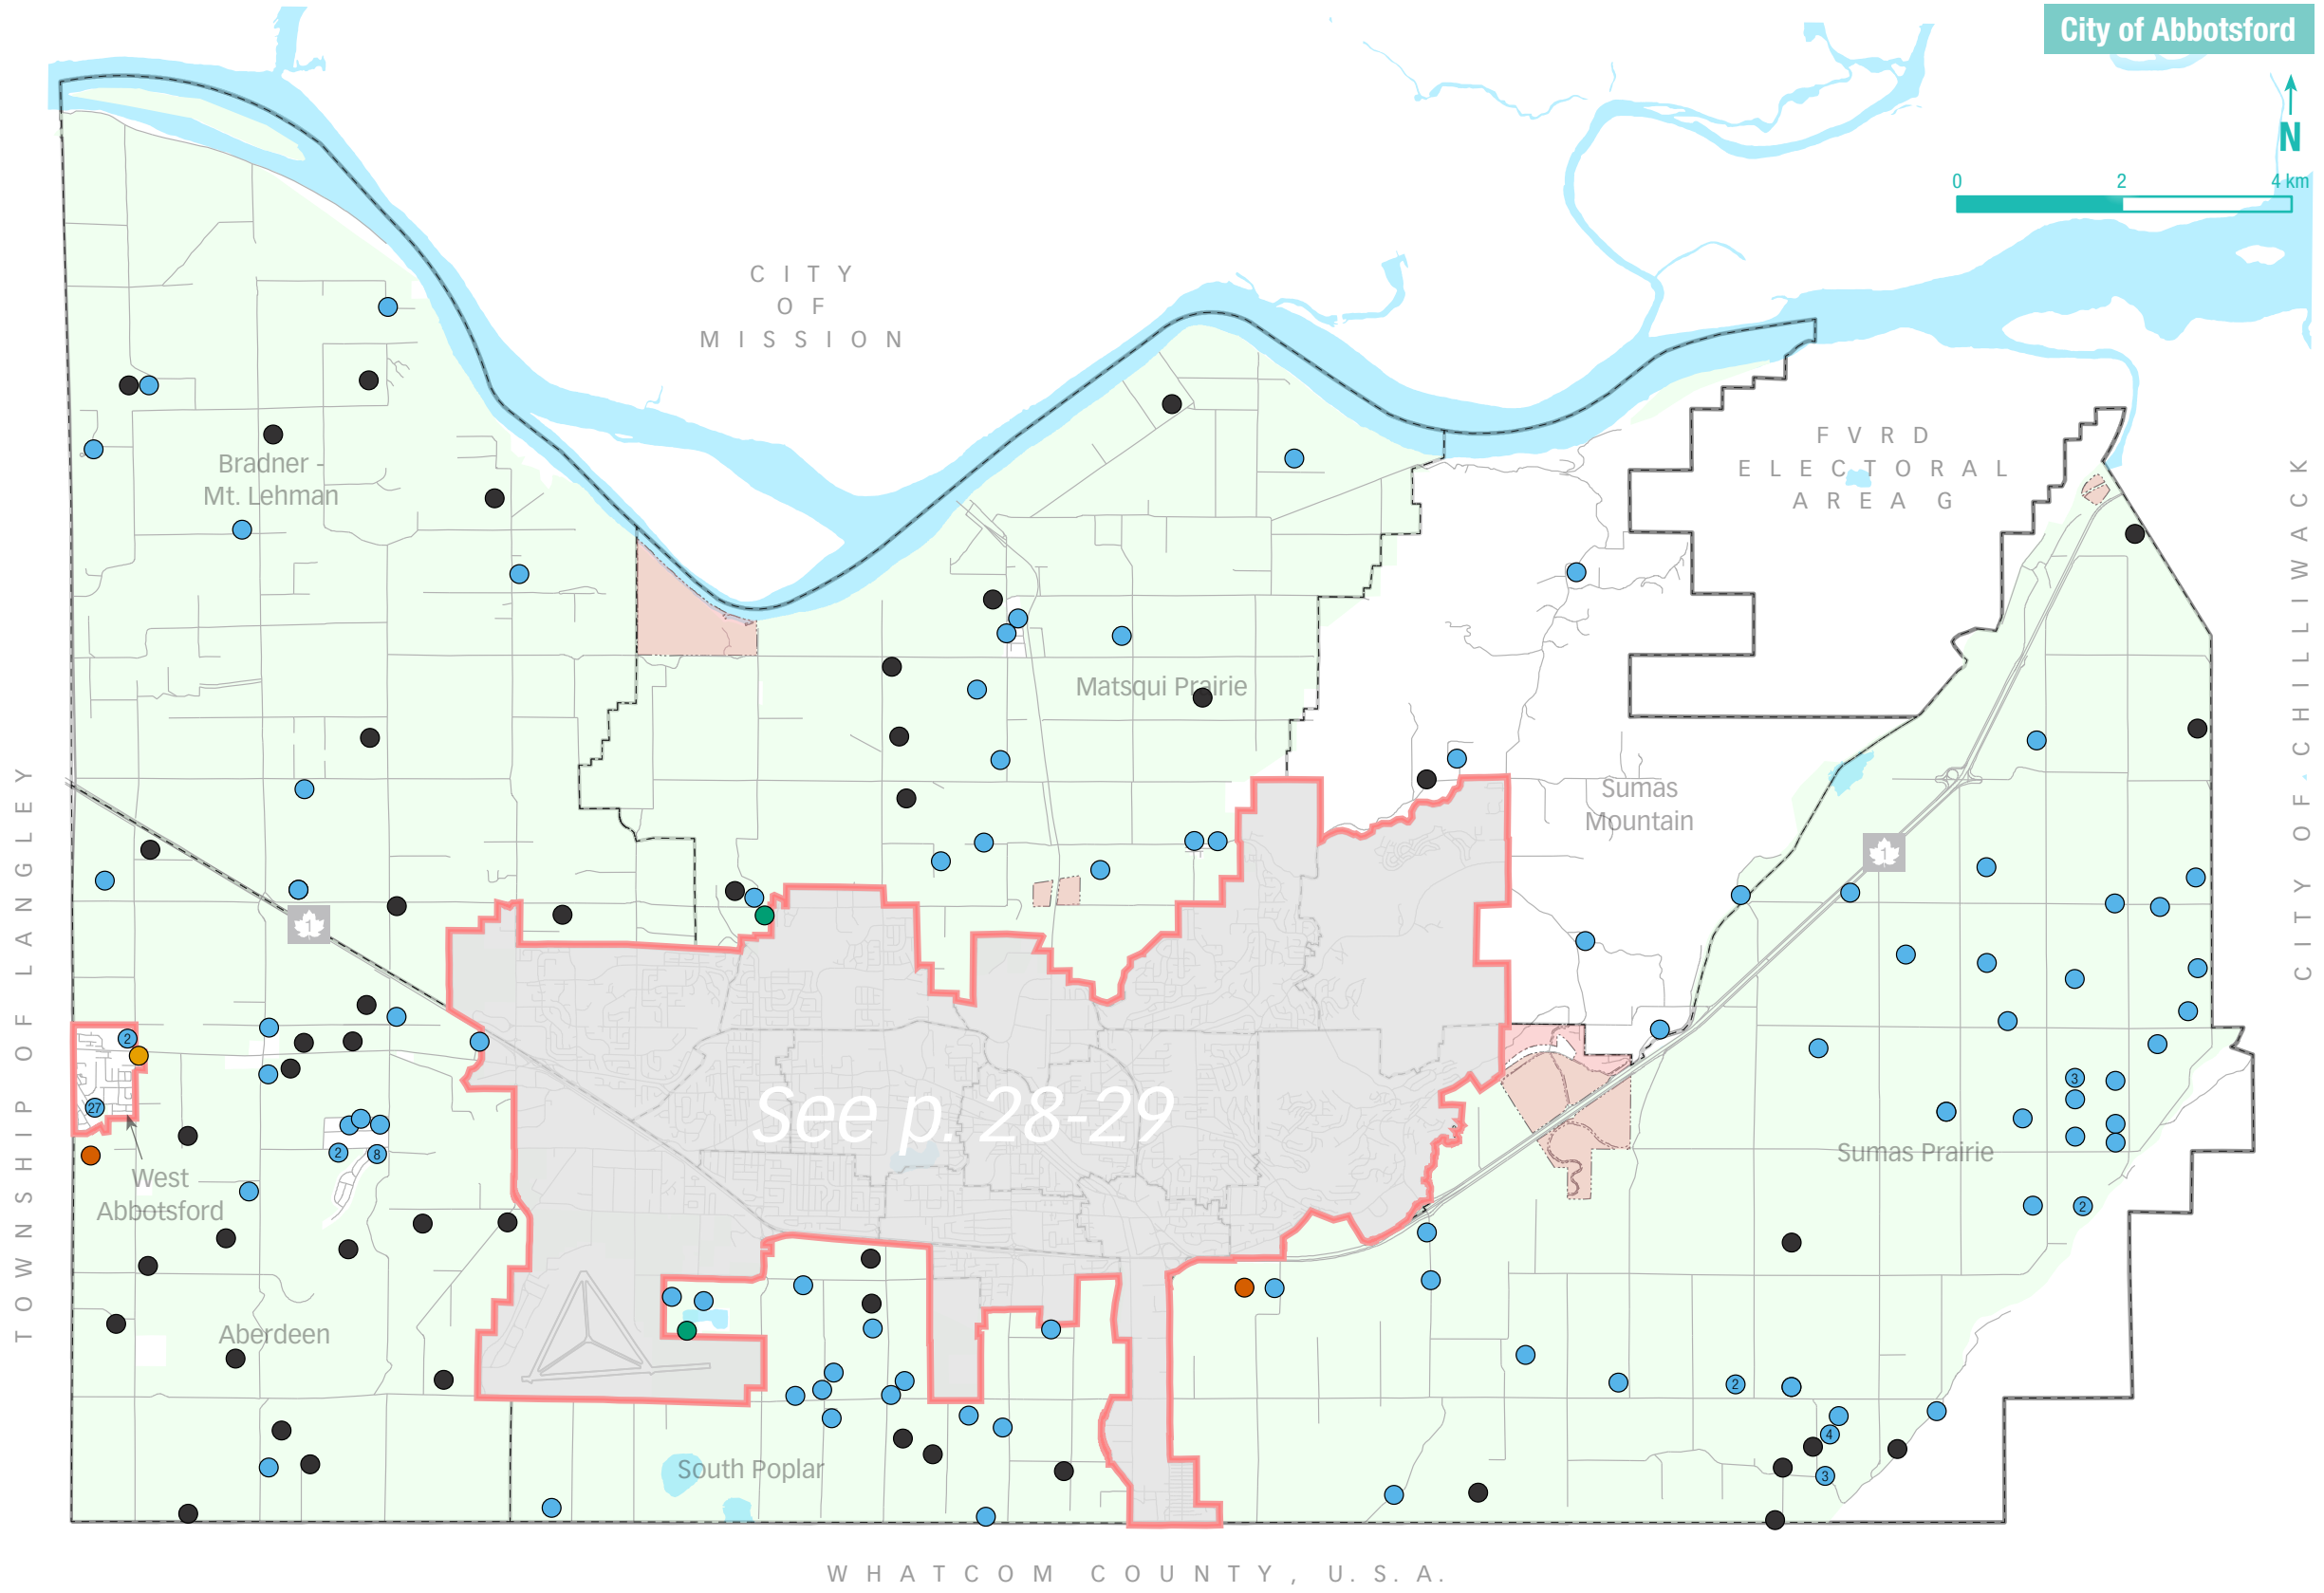 City of Abbotsford
N
0 2 4 km
CITY
OF
MISSION
FVRD
ELECTORAL
AREA G
CITY OF CHILLIWACK
TOWNSHIP OF LANGLEY
Bradner -
Mt. Lehman
Matsqui Prairie
Sumas
Mountain
1
1
2
27
2
8
West
Abbotsford
See p. 28-29
3
Sumas Prairie
2
Aberdeen
2
4
3
South Poplar
WHATCOM COUNTY, U.S.A.